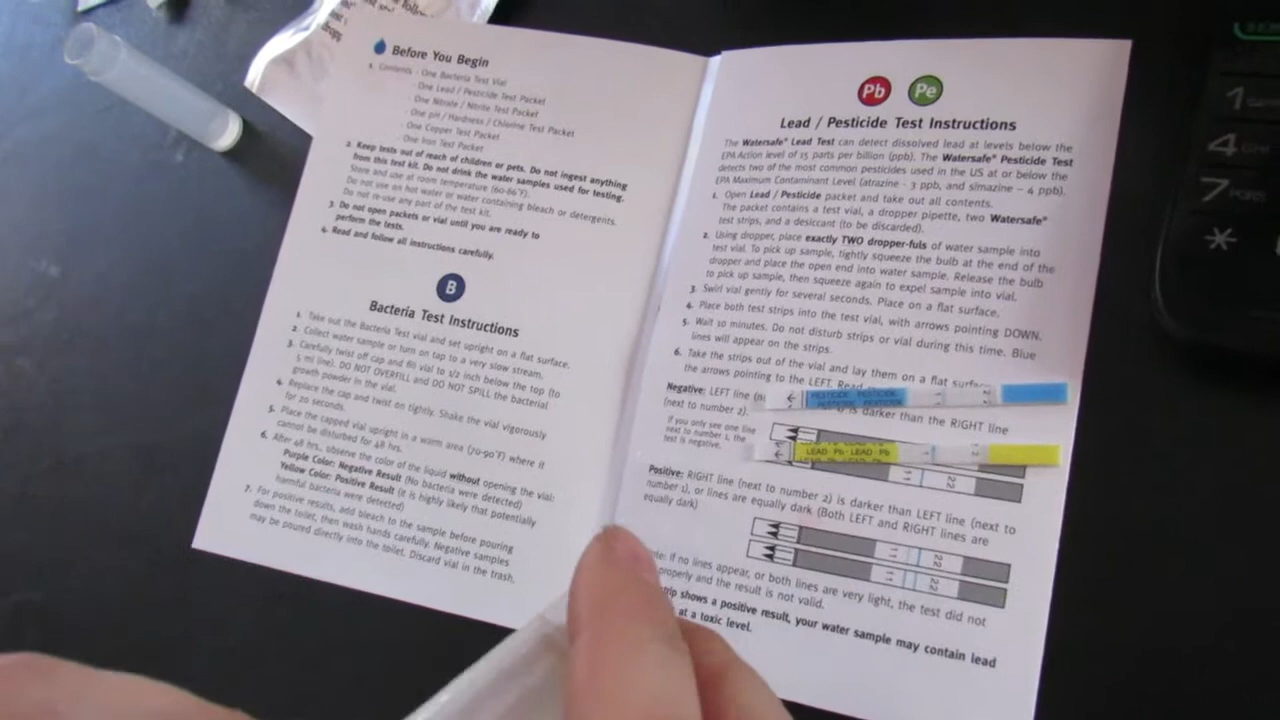 Before You Begin
1. Contents - One Bacteria Test Vial
- One Lead / Pesticide Test Packet
- One Nitrate / Nitrite Test Packet
- One pH / Hardness / Chlorine Test Packet
- One Copper Test Packet
- One Iron Test Packet
2. Keep tests out of reach of children or pets. Do not ingest anything
from this test kit. Do not drink the water samples used for testing.
Store and use at room temperature
Do not use on hot water or water containing bleach or detergents.
Do not re-use any part of the test kit.
3. Do not open packets or vial until you are ready to
perform the tests.
4. Read and follow all instructions carefully.
B
Bacteria Test Instructions
1. Take out the Bacteria Test vial and set upright on a flat surface.
2. Collect water sample or turn on tap to a very slow stream.
3. Carefully twist off cap and fill vial to 1/2 inch below the top (to
5 ml line). DO NOT OVERFILL and DO NOT SPILL the bacterial
growth powder in the vial.
4. Replace the cap and twist on tightly. Shake the vial vigorously
for 20 seconds.
5. Place the capped vial upright in a warm area (70-90°F) where it
cannot be disturbed for 48 hrs.
6. After 48 hrs, observe the color of the liquid without opening the vial:
Purple Color: Negative Result (No bacteria were detected)
Yellow Color: Positive Result (it is highly likely that potentially
harmful bacteria were detected)
7. For positive results, add bleach to the sample before pouring
down the toilet, then wash hands carefully. Negative samples
may be poured directly into the toilet. Discard vial in the trash.
Pb Pe
Lead / Pesticide Test Instructions
The Watersafe® Lead Test can detect dissolved lead at levels below the
EPA Action level of 15 parts per billion (ppb). The Watersafe® Pesticide Test
detects two of the most common pesticides used in the US at or below the
EPA Maximum Contaminant Level (atrazine - 3 ppb, and simazine - 4 ppb).
1. Open Lead / Pesticide packet and take out all contents.
The packet contains a test vial, a dropper pipette, two Watersafe®
test strips, and a desiccant (to be discarded).
2. Using dropper, place exactly TWO dropper-fuls of water sample into
test vial. To pick up sample, tightly squeeze the bulb at the end of the
dropper and place the open end into water sample. Release the bulb
to pick up sample, then squeeze again to expel sample into vial.
3. Swirl vial gently for several seconds. Place on a flat surface.
4. Place both test strips into the test vial, with arrows pointing DOWN.
5. Wait 10 minutes. Do not disturb strips or vial during this time. Blue
lines will appear on the strips.
6. Take the strips out of the vial and lay them on a flat surface
the arrows pointing to the LEFT. Read
PESTICIDE PESTICIDE
PESTICIDE PESTICIDE
Negative: LEFT line
is darker than the RIGHT line
(next to number 2).
If you only see one line
next to number 1, the
test is negative.
LEAD · Pb · LEAD · Pb
11 22
Positive: RIGHT line (next to number 2) is darker than LEFT line (next to
number 1), or lines are equally dark (Both LEFT and RIGHT lines are
equally dark)
11 22
11 22
if no lines appear, or both lines are very light, the test did not
properly and the result is not valid.
strip shows a positive result, your water sample may contain lead
at a toxic level.
1
4
7 PQRS
*